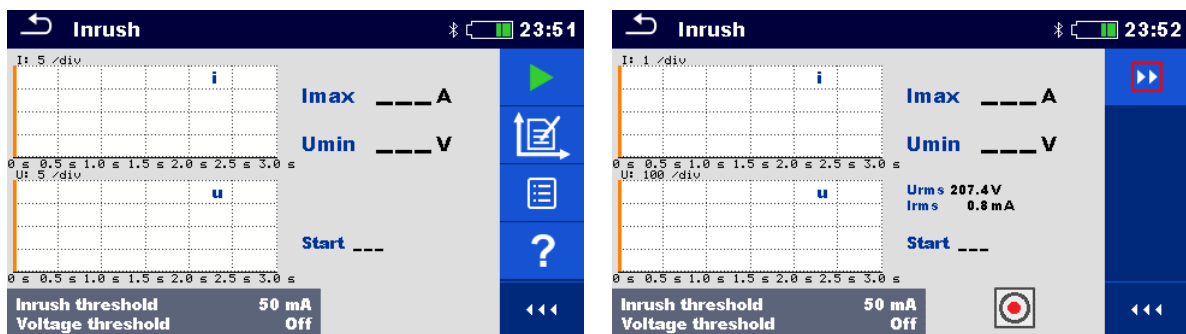 Inrush
23:51
I: 5 /div
i
Imax ___ A
Umin ___ V
0 s 0.5 s 1.0 s 1.5 s 2.0 s 2.5 s 3.0 s
U: 5 /div
u
Start ___
0 s 0.5 s 1.0 s 1.5 s 2.0 s 2.5 s 3.0 s
?
Inrush threshold 50 mA
Voltage threshold Off
Inrush
23:52
I: 1 /div
i
Imax ___ A
Umin ___ V
0 s 0.5 s 1.0 s 1.5 s 2.0 s 2.5 s 3.0 s
U: 100 /div
u
Urms 207.4V
Irms 0.8mA
Start ___
0 s 0.5 s 1.0 s 1.5 s 2.0 s 2.5 s 3.0 s
Inrush threshold 50 mA
Voltage threshold Off